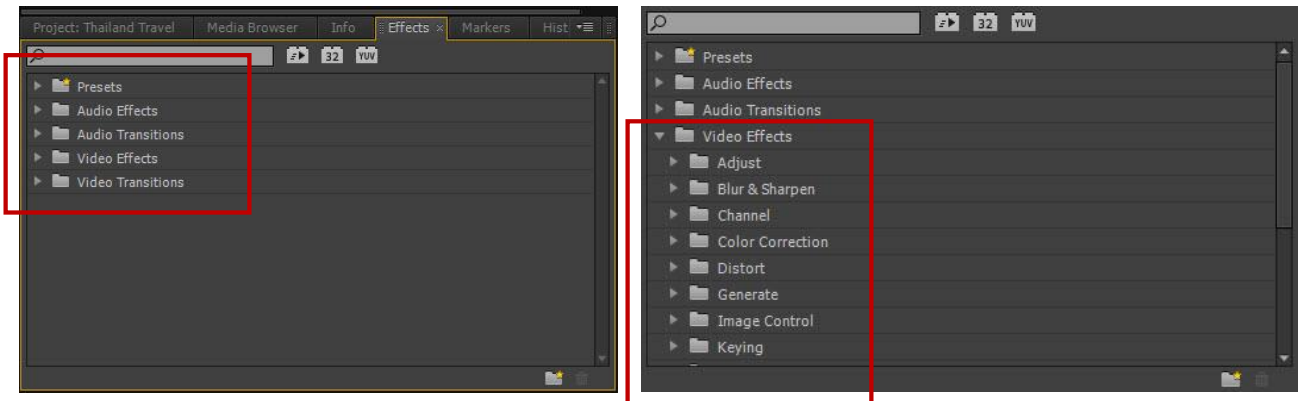 Project: Thailand Travel Media Browser Info Effects × Markers Hist
32 YUV
Presets
Audio Effects
Audio Transitions
Video Effects
Video Transitions
32 YUV
Presets
Audio Effects
Audio Transitions
Video Effects
Adjust
Blur & Sharpen
Channel
Color Correction
Distort
Generate
Image Control
Keying